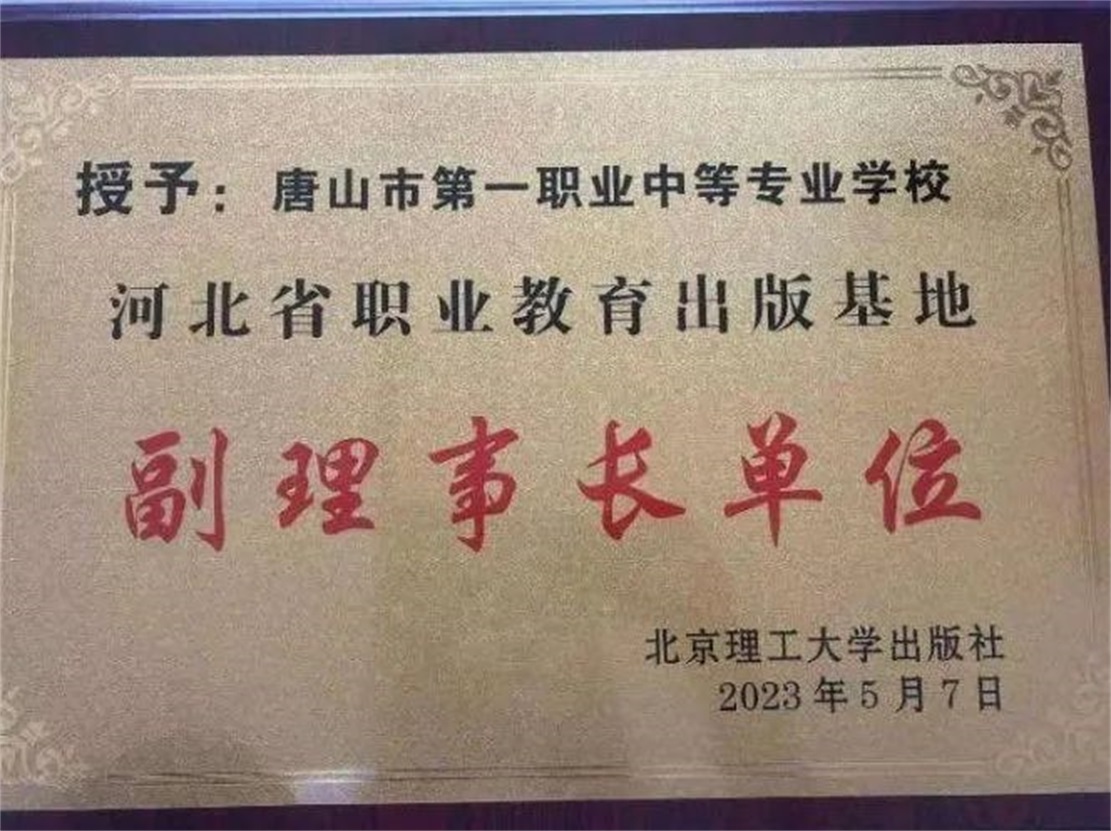 授予：唐山市第一职业中等专业学校
河北省职业教育出版基地
副理事长单位
北京理工大学出版社
2023年5月7日